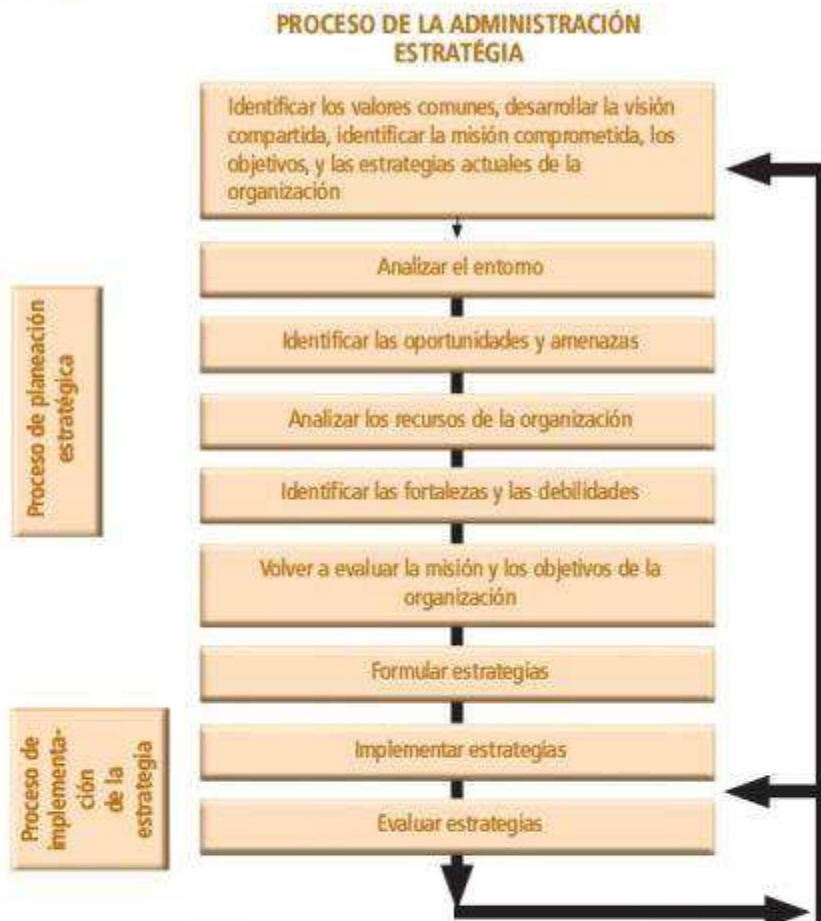 PROCESO DE LA ADMINISTRACIÓN
ESTRATÉGIA
Identificar los valores comunes, desarrollar la visión
compartida, identificar la misión comprometida, los
objetivos, y las estrategias actuales de la
organización
Analizar el entorno
Identificar las oportunidades y amenazas
Analizar los recursos de la organización
Identificar las fortalezas y las debilidades
Volver a evaluar la misión y los objetivos de la
organización
Formular estrategias
Implementar estrategias
Evaluar estrategias
Proceso de planeación
estratégica
Proceso de
implementa-
ción
de la
estrategia